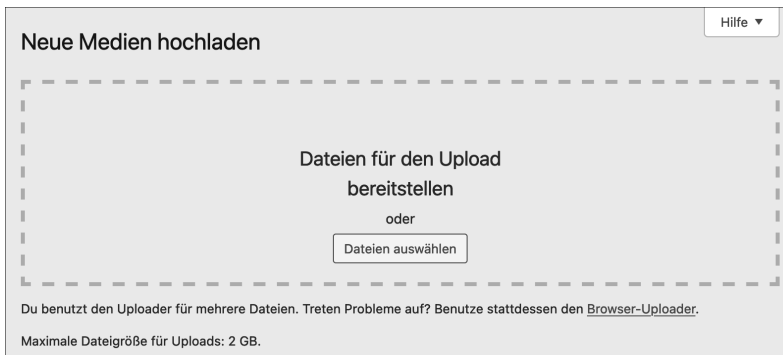 Hilfe ▼
Neue Medien hochladen
Dateien für den Upload
bereitstellen
oder
Dateien auswählen
Du benutzt den Uploader für mehrere Dateien. Treten Probleme auf? Benutze stattdessen den Browser-Uploader.
Maximale Dateigröße für Uploads: 2 GB.